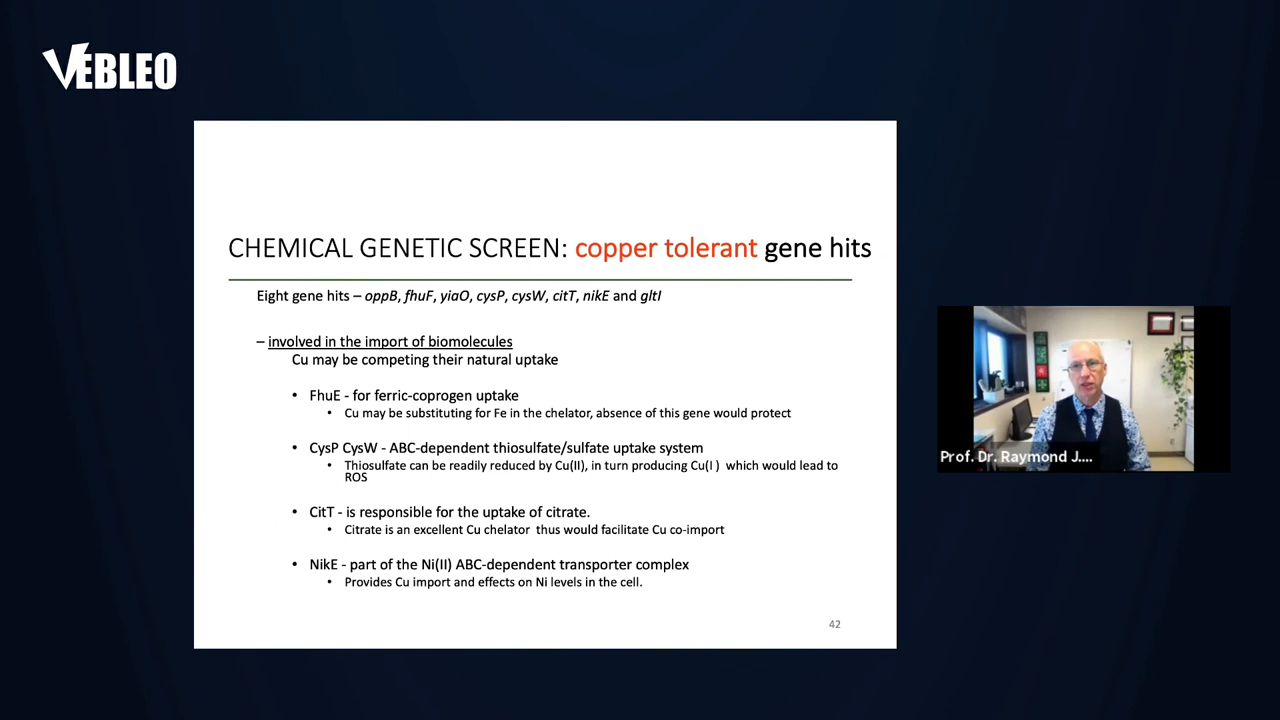 VEBLEO
CHEMICAL GENETIC SCREEN: copper tolerant gene hits
Eight gene hits – oppB, fhuF, yiaO, cysP, cysW, citT, nikE and gltI
– involved in the import of biomolecules
Cu may be competing their natural uptake
• FhuE - for ferric-coprogen uptake
• Cu may be substituting for Fe in the chelator, absence of this gene would protect
• CysP CysW - ABC-dependent thiosulfate/sulfate uptake system
• Thiosulfate can be readily reduced by Cu(II), in turn producing Cu(I ) which would lead to
ROS
• CitT - is responsible for the uptake of citrate.
• Citrate is an excellent Cu chelator thus would facilitate Cu co-import
• NikE - part of the Ni(II) ABC-dependent transporter complex
• Provides Cu import and effects on Ni levels in the cell.
42
Prof. Dr. Raymond J....